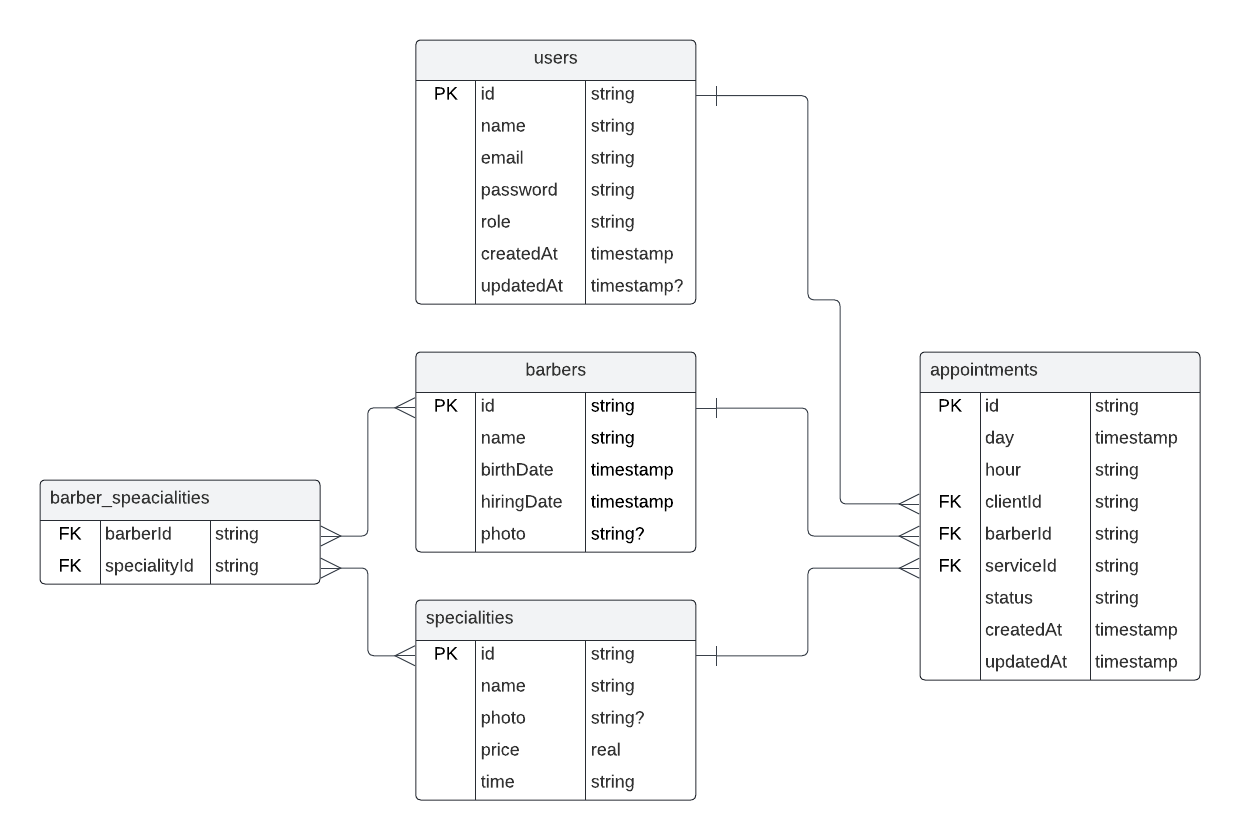 users
PK id string
name string
email string
password string
role string
createdAt timestamp
updatedAt timestamp?
barbers
PK id string
name string
birthDate timestamp
hiringDate timestamp
photo string?
appointments
PK id string
day timestamp
hour string
FK clientId string
FK barberId string
FK serviceId string
status string
createdAt timestamp
updatedAt timestamp
barber_speacialities
FK barberId string
FK specialityId string
specialities
PK id string
name string
photo string?
price real
time string